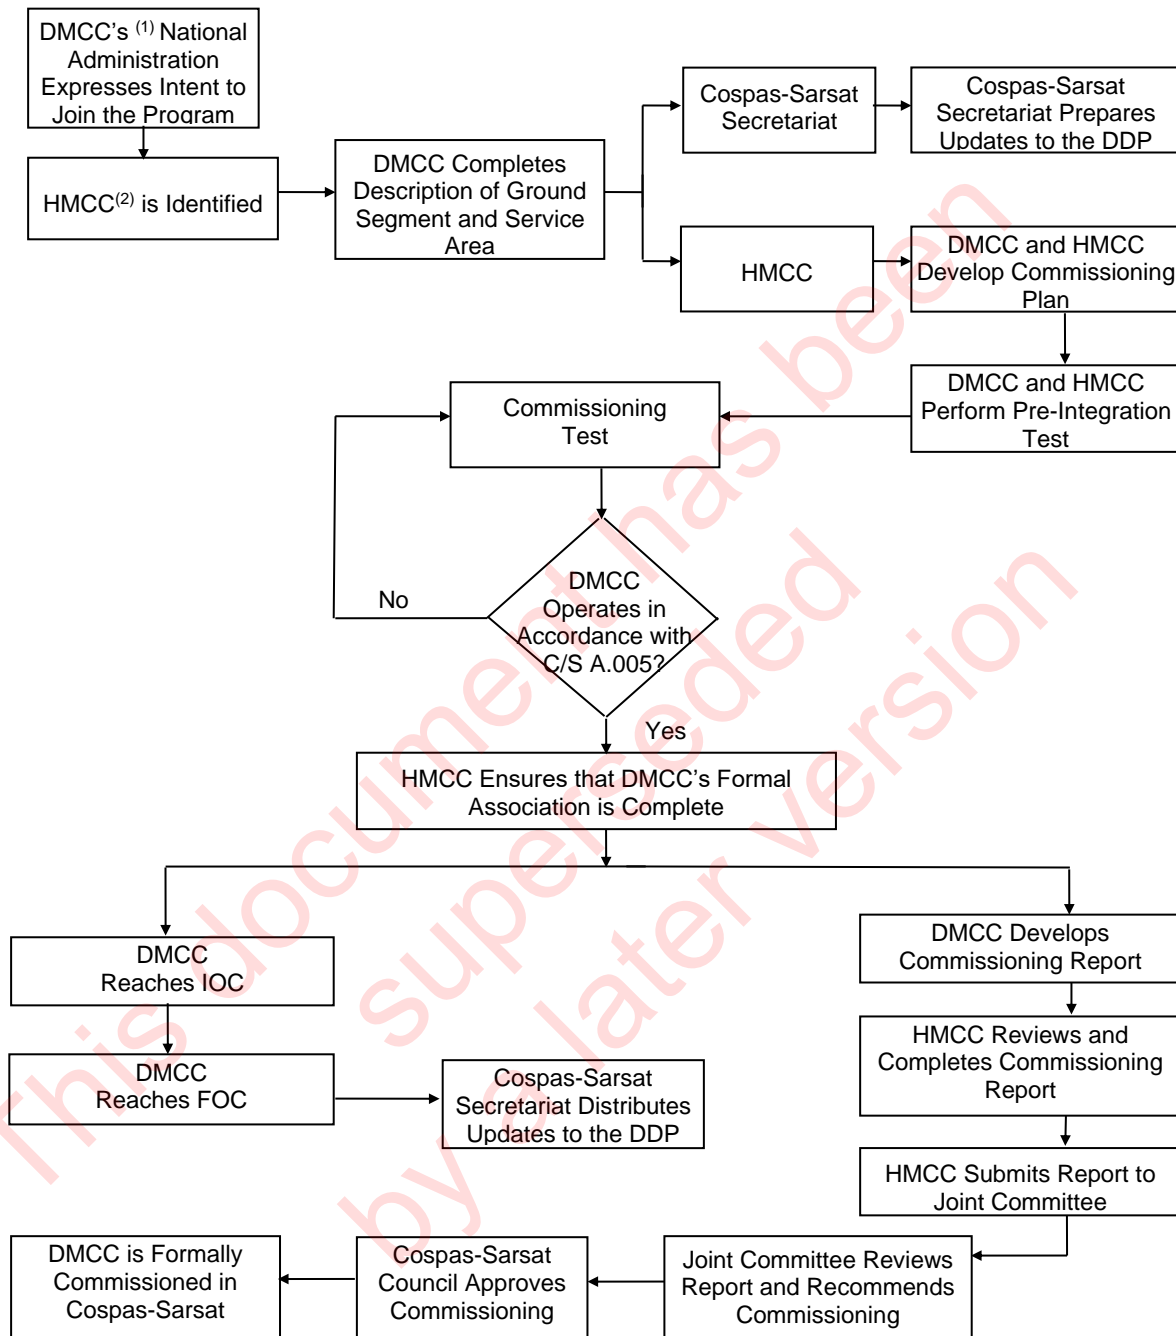 DMCC's (1) National
Administration
Expresses Intent to
Join the Program
HMCC(2) is Identified
DMCC Completes
Description of Ground
Segment and Service
Area
Cospas-Sarsat
Secretariat
Cospas-Sarsat
Secretariat Prepares
Updates to the DDP
HMCC
DMCC and HMCC
Develop Commissioning
Plan
DMCC and HMCC
Perform Pre-Integration
Test
Commissioning
Test
DMCC
Operates in
Accordance with
C/S A.005?
No
Yes
HMCC Ensures that DMCC's Formal
Association is Complete
DMCC
Reaches IOC
DMCC
Reaches FOC
Cospas-Sarsat
Secretariat Distributes
Updates to the DDP
DMCC Develops
Commissioning Report
HMCC Reviews and
Completes Commissioning
Report
HMCC Submits Report to
Joint Committee
Joint Committee Reviews
Report and Recommends
Commissioning
Cospas-Sarsat
Council Approves
Commissioning
DMCC is Formally
Commissioned in
Cospas-Sarsat
This document has been
superseded
by a later version